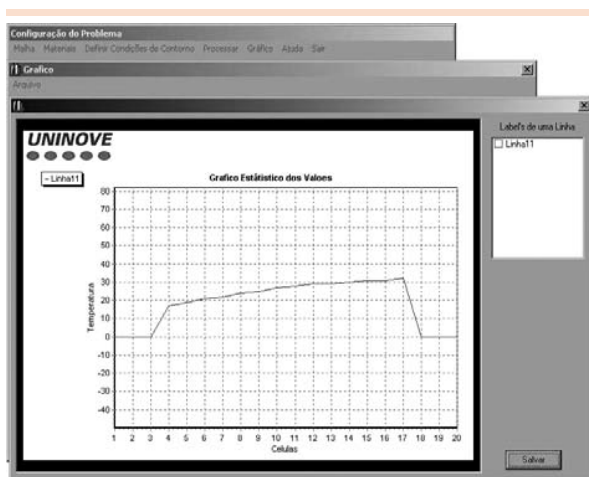 Configuração do Problema
Malha Materiais Definir Condições de Contorno Processar Gráfico Ajuda Sair
Grafico
Arquivo
UNINOVE
Label's de uma Linha
Linha11
Linha11
Grafico Estátistico dos Valoes
80
70
60
50
40
30
20
10
0
-10
-20
-30
-40
Temperatura
1 2 3 4 5 6 7 8 9 10 11 12 13 14 15 16 17 18 19 20
Celulas
Salvar